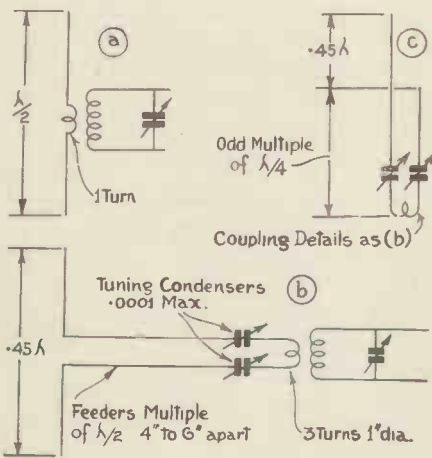 a
λ/2
1 Turn
c
.45λ
Odd Multiple
of λ/4
Coupling Details as (b)
b
Tuning Condensers
.0001 Max.
.45λ
Feeders Multiple
of λ/2 4" to 6" apart
3 Turns 1" dia.